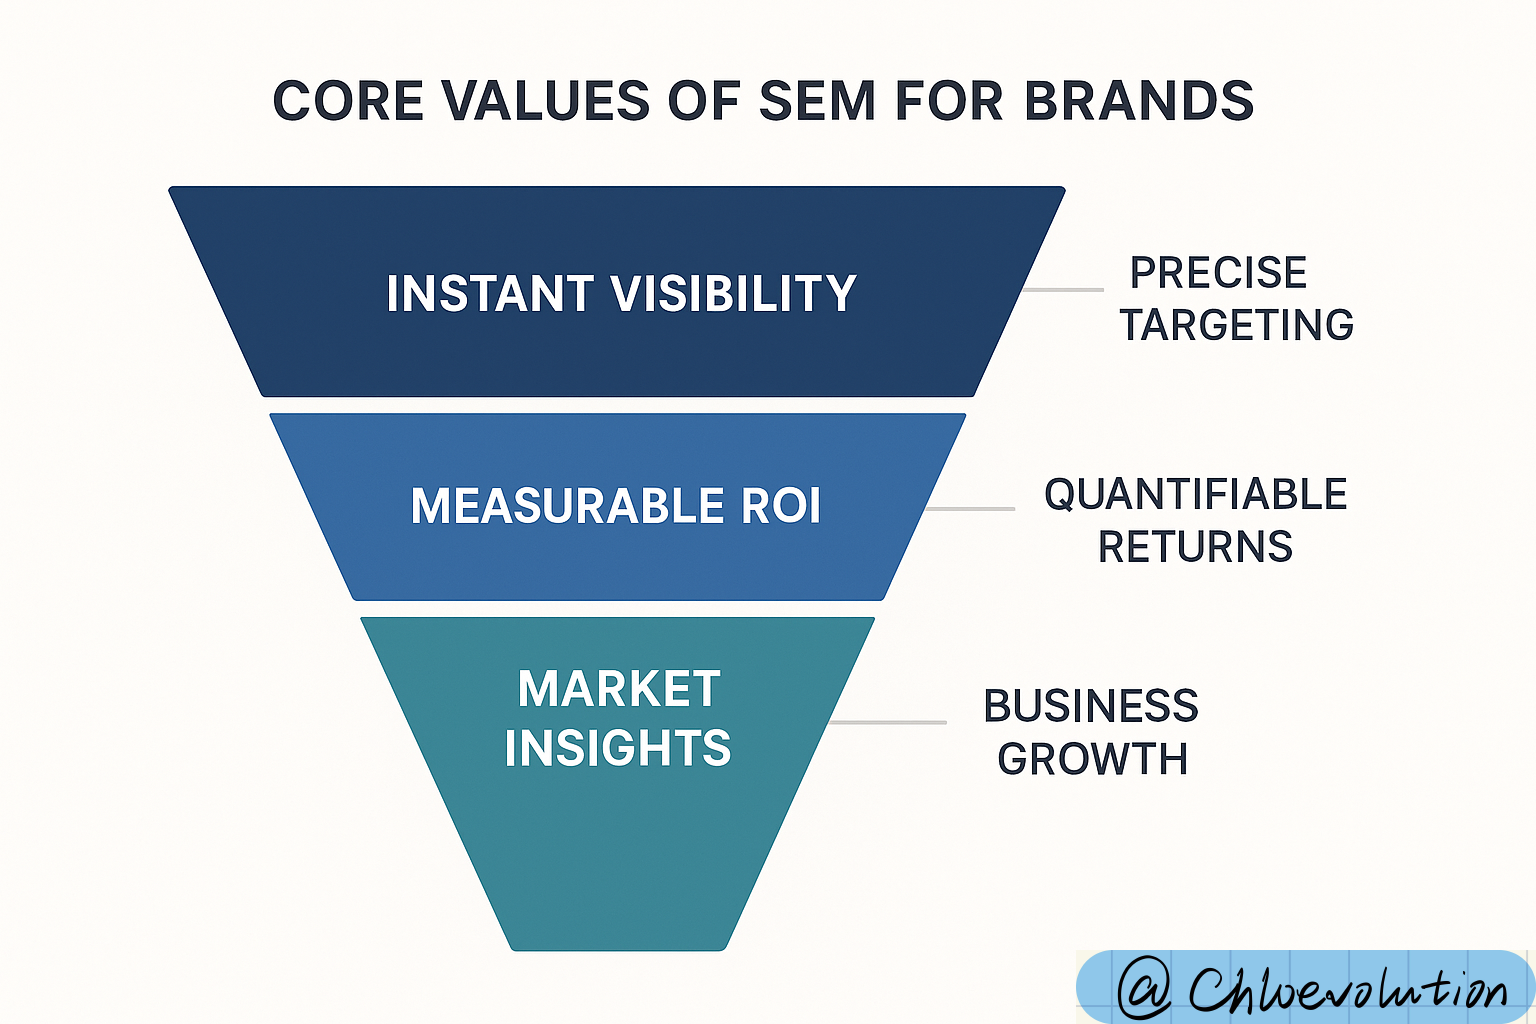 CORE VALUES OF SEM FOR BRANDS
INSTANT VISIBILITY
PRECISE
TARGETING
MEASURABLE ROI
QUANTIFIABLE
RETURNS
MARKET
INSIGHTS
BUSINESS
GROWTH
@Chloevolution